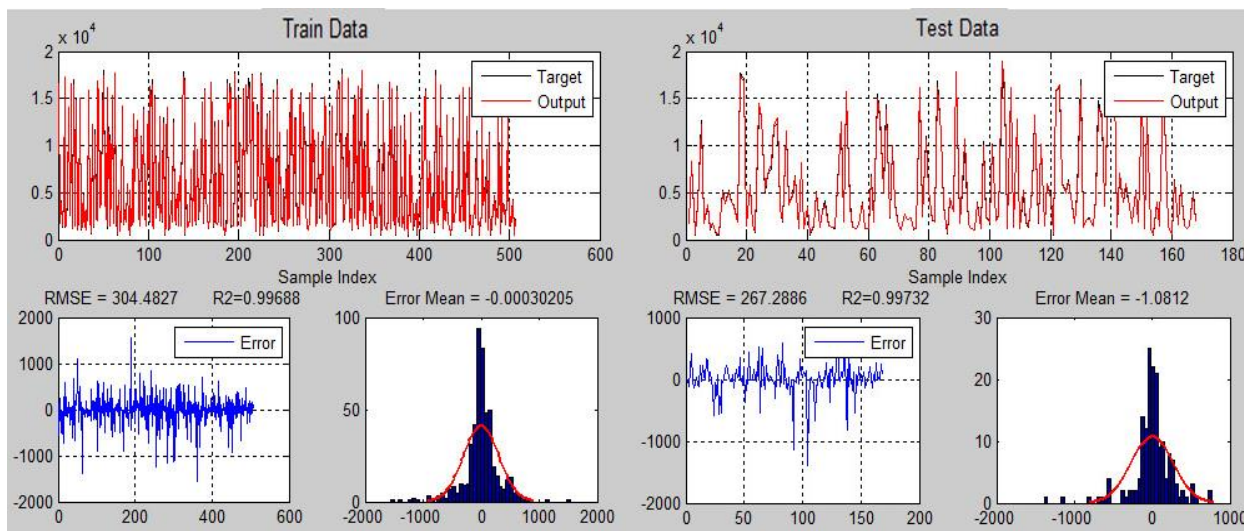 Train Data
x 10^4
2
1.5
1
0.5
0
Target
Output
0 100 200 300 400 500 600
Sample Index
RMSE = 304.4827 R2=0.99688 Error Mean = -0.00030205
2000
1000
0
-1000
-2000
Error
0 200 400 600
100
50
0
-2000 -1000 0 1000 2000
Test Data
x 10^4
2
1.5
1
0.5
0
Target
Output
0 20 40 60 80 100 120 140 160 180
Sample Index
RMSE = 267.2886 R2=0.99732 Error Mean = -1.0812
1000
0
-1000
-2000
Error
0 50 100 150 200
30
20
10
0
-2000 -1000 0 1000